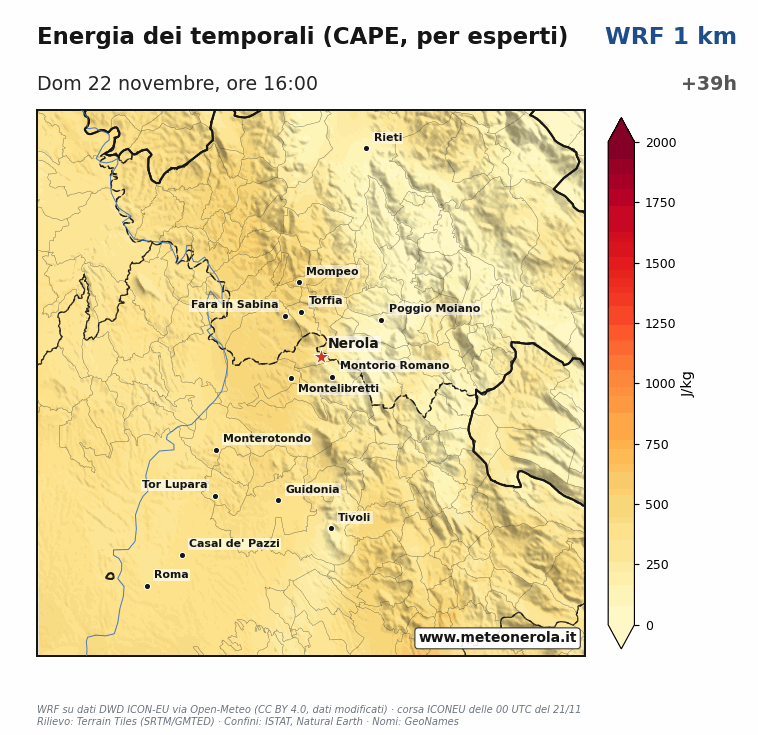 Energia dei temporali (CAPE, per esperti)
WRF 1 km
Dom 22 novembre, ore 16:00
+39h
Rieti
Mompeo
Toffia
Fara in Sabina
Poggio Moiano
Nerola
Montorio Romano
Montelibretti
Monterotondo
Tor Lupara
Guidonia
Tivoli
Casal de' Pazzi
Roma
www.meteonerola.it
2000
1750
1500
1250
1000
750
500
250
0
J/kg
WRF su dati DWD ICON-EU via Open-Meteo (CC BY 4.0, dati modificati) · corsa ICONEU delle 00 UTC del 21/11
Rilievo: Terrain Tiles (SRTM/GMTED) · Confini: ISTAT, Natural Earth · Nomi: GeoNames